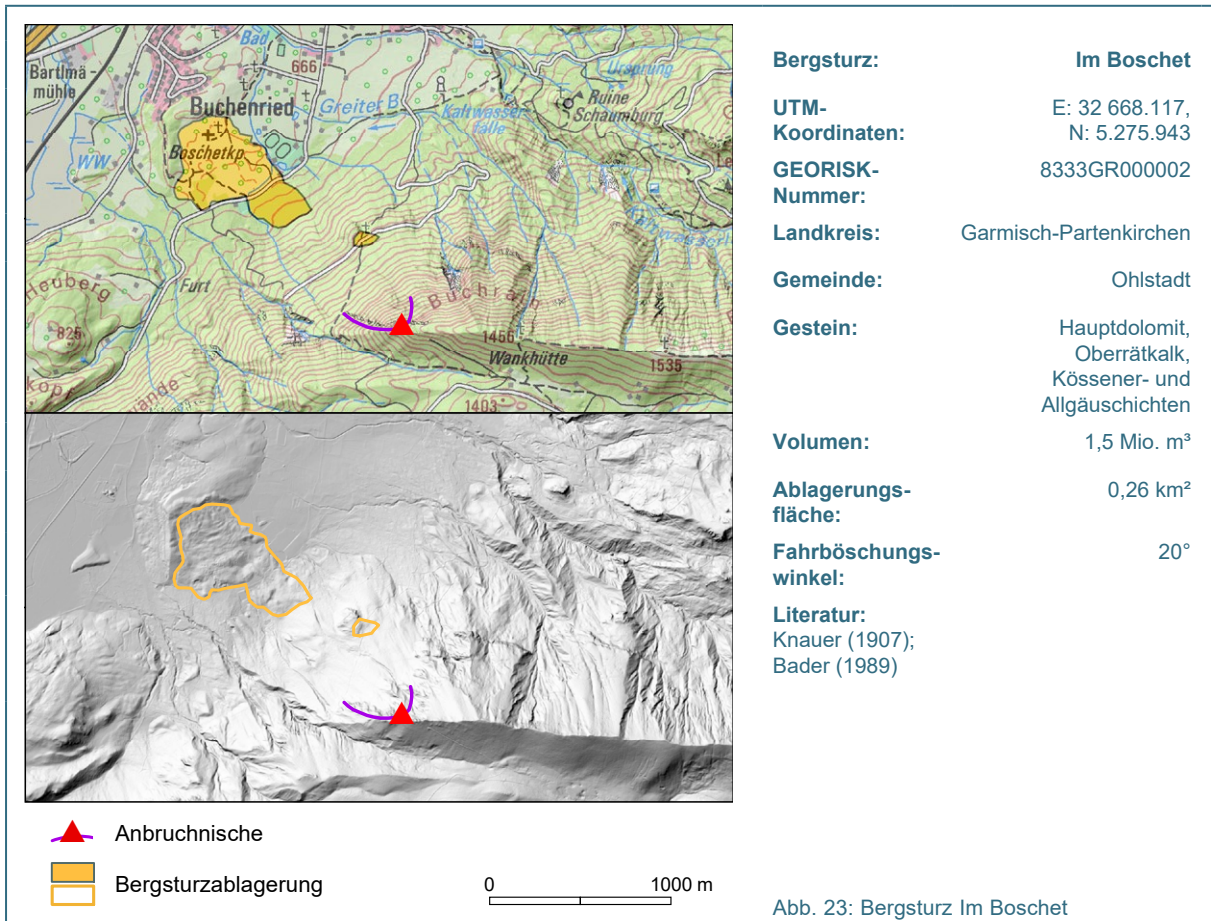 Bad
Bartlmä-
mühle
666
Ursprung
Ruine
Schaumburg
Buchenried
Greiter B
Kaltwasser-
fälle
Boschetkp
WW
Heuberg
Furt
825
Buchrain
1456
Wankhütte
1535
1403
Anbruchnische
Bergsturzablagerung
0 1000 m
Bergsturz: Im Boschet
UTM- E: 32 668.117,
Koordinaten: N: 5.275.943
GEORISK- 8333GR000002
Nummer:
Landkreis: Garmisch-Partenkirchen
Gemeinde: Ohlstadt
Gestein: Hauptdolomit,
Oberrätkalk,
Kössener- und
Allgäuschichten
Volumen: 1,5 Mio. m³
Ablagerungs- 0,26 km²
fläche:
Fahrböschungs- 20°
winkel:
Literatur:
Knauer (1907);
Bader (1989)
Abb. 23: Bergsturz Im Boschet